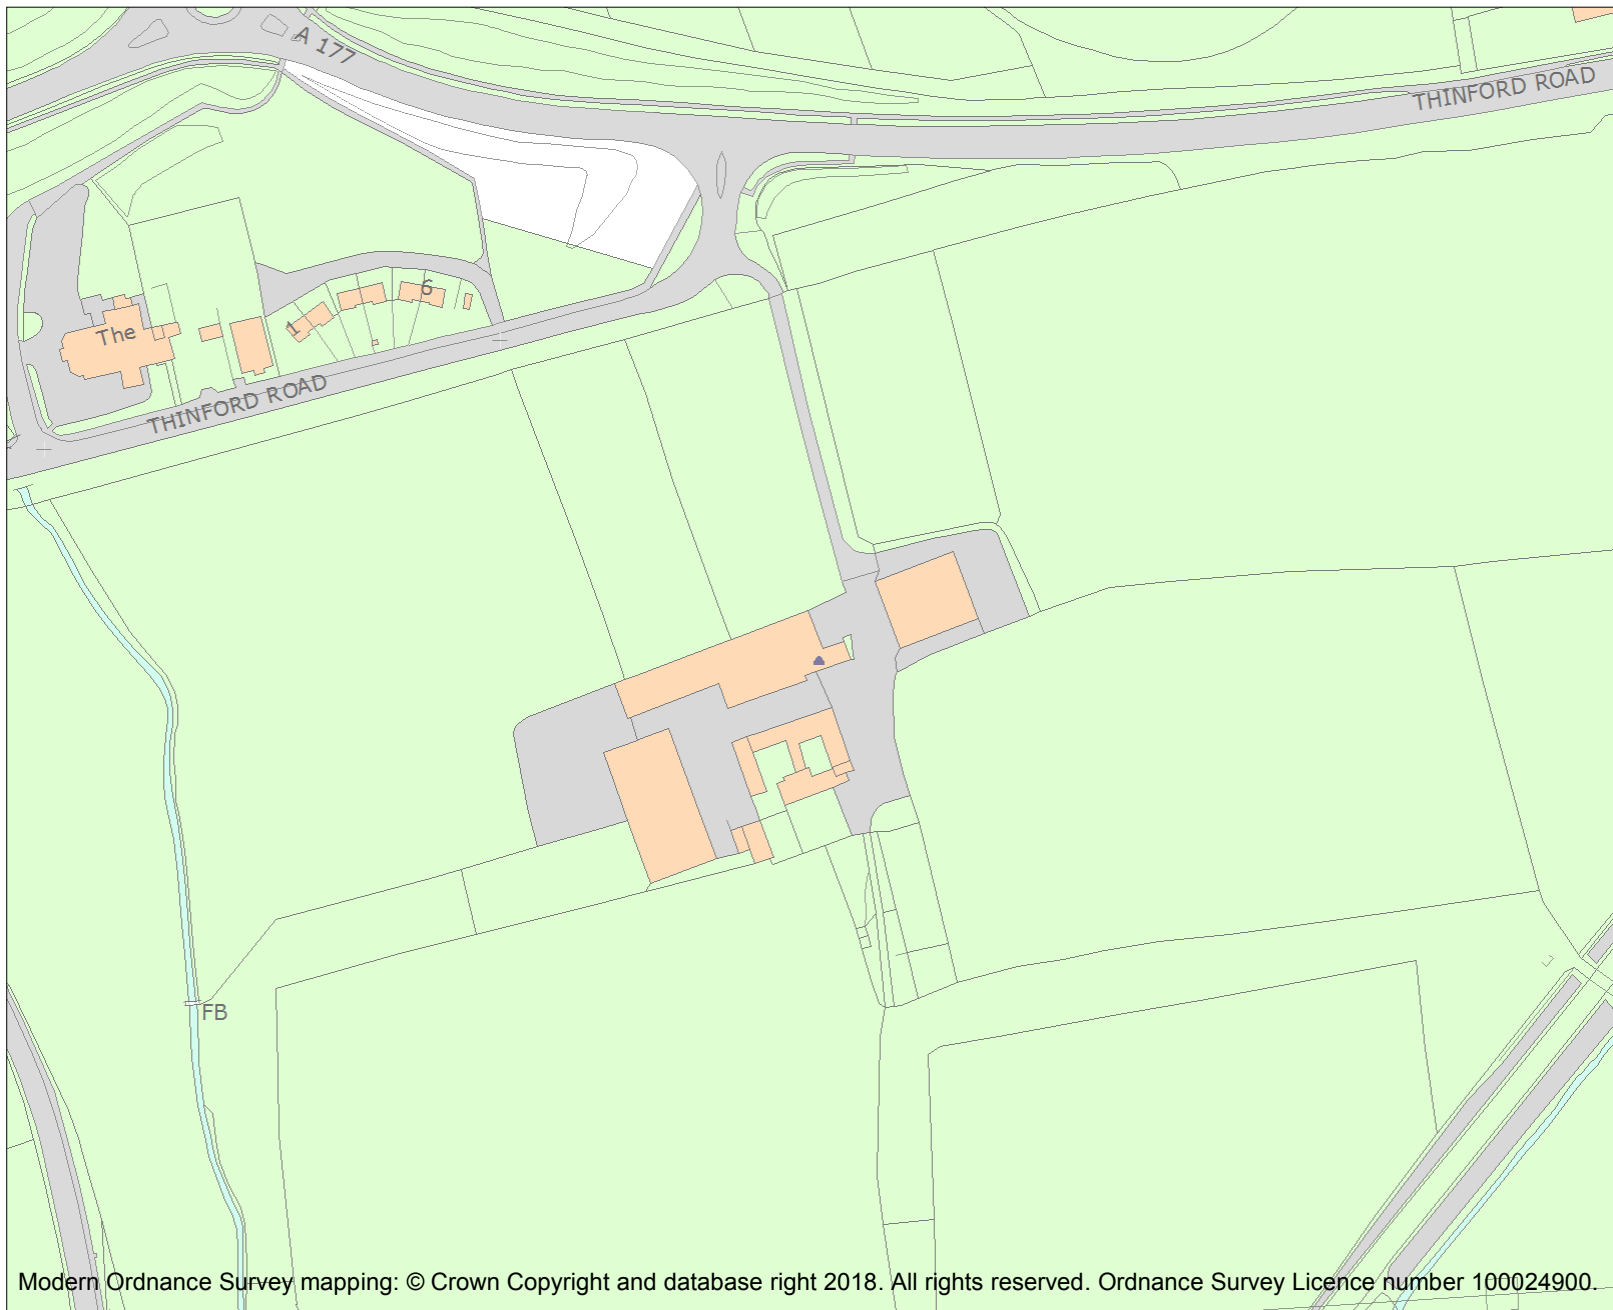 A 177
THINFORD ROAD
6
1
The
THINFORD ROAD
FB
Modern Ordnance Survey mapping: © Crown Copyright and database right 2018. All rights reserved. Ordnance Survey Licence number 100024900.